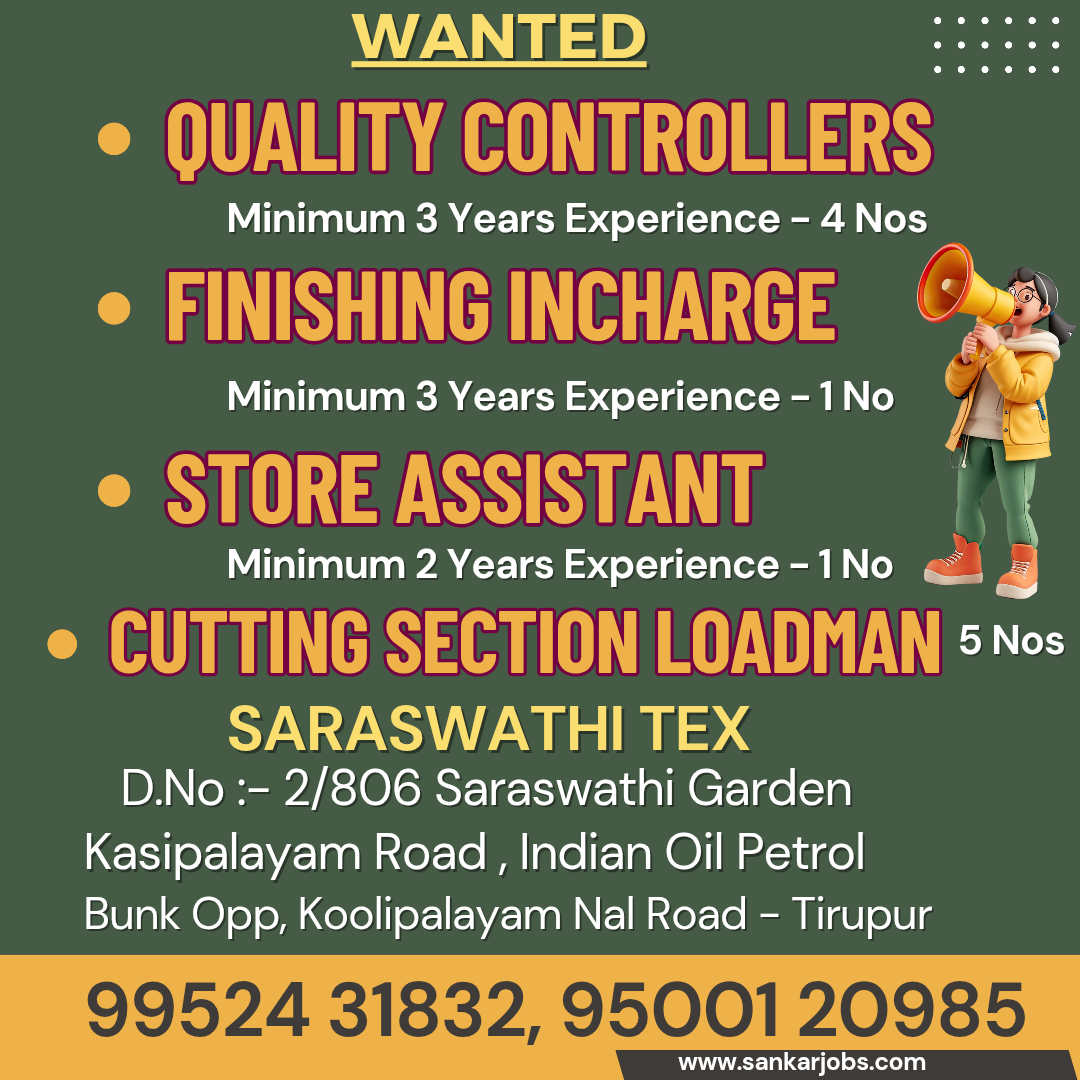 WANTED
QUALITY CONTROLLERS
Minimum 3 Years Experience - 4 Nos
FINISHING INCHARGE
Minimum 3 Years Experience - 1 No
STORE ASSISTANT
Minimum 2 Years Experience - 1 No
CUTTING SECTION LOADMAN 5 Nos
SARASWATHI TEX
D.No :- 2/806 Saraswathi Garden
Kasipalayam Road , Indian Oil Petrol
Bunk Opp, Koolipalayam Nal Road - Tirupur
99524 31832, 95001 20985
www.sankarjobs.com